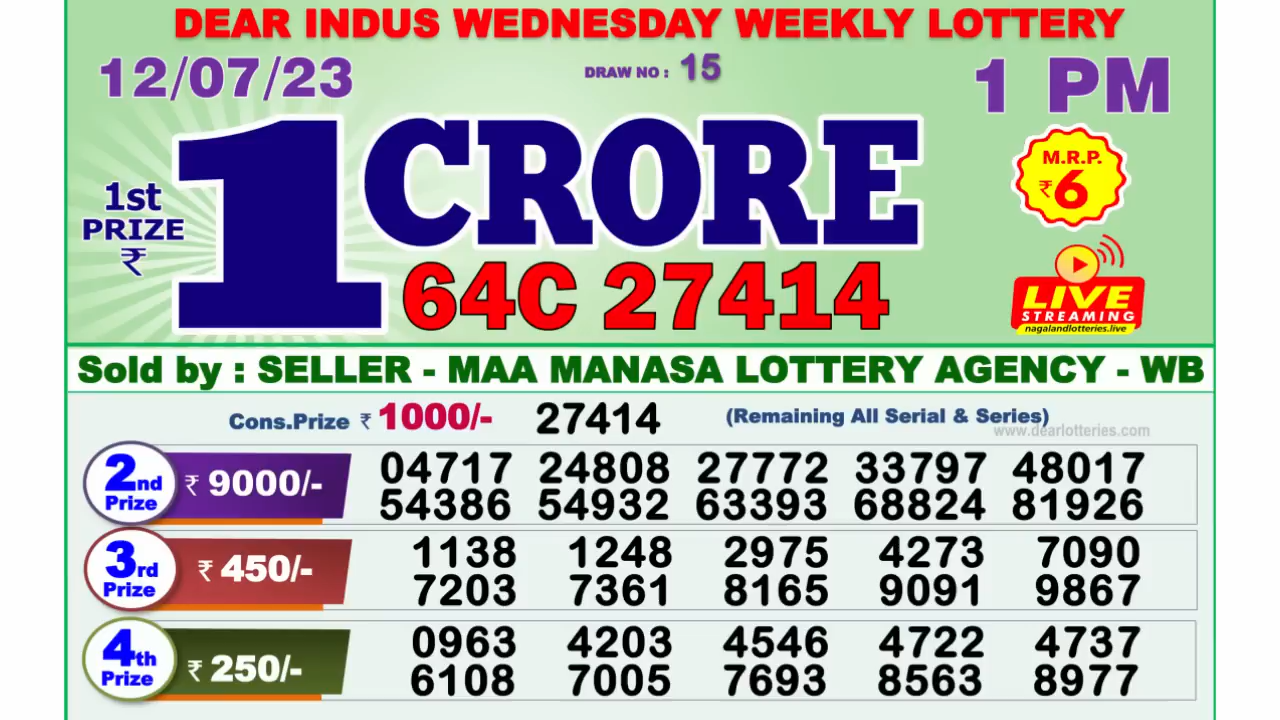 DEAR INDUS WEDNESDAY WEEKLY LOTTERY
12/07/23 DRAW NO : 15 1 PM
1st PRIZE ₹ 1 CRORE
M.R.P. ₹6
64C 27414
LIVE
STREAMING
nagalandlotteries.live
Sold by : SELLER - MAA MANASA LOTTERY AGENCY - WB
Cons.Prize ₹ 1000/- 27414 (Remaining All Serial & Series)
www.dearlotteries.com
2nd Prize ₹ 9000/-
04717 24808 27772 33797 48017
54386 54932 63393 68824 81926
3rd Prize ₹ 450/-
1138 1248 2975 4273 7090
7203 7361 8165 9091 9867
4th Prize ₹ 250/-
0963 4203 4546 4722 4737
6108 7005 7693 8563 8977